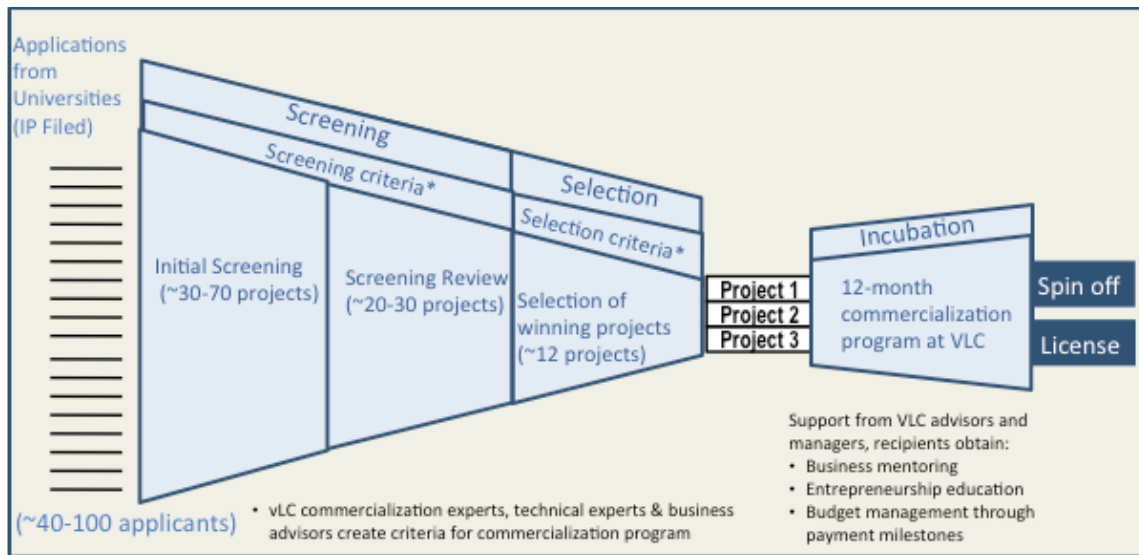 Applications
from
Universities
(IP Filed)
Screening
Screening criteria*
Selection
Selection criteria*
Initial Screening
(~30-70 projects)
Screening Review
(~20-30 projects)
Selection of
winning projects
(~12 projects)
Project 1
Project 2
Project 3
Incubation
12-month
commercialization
program at VLC
Spin off
License
(~40-100 applicants)
• vLC commercialization experts, technical experts & business
advisors create criteria for commercialization program
Support from VLC advisors and
managers, recipients obtain:
• Business mentoring
• Entrepreneurship education
• Budget management through
payment milestones